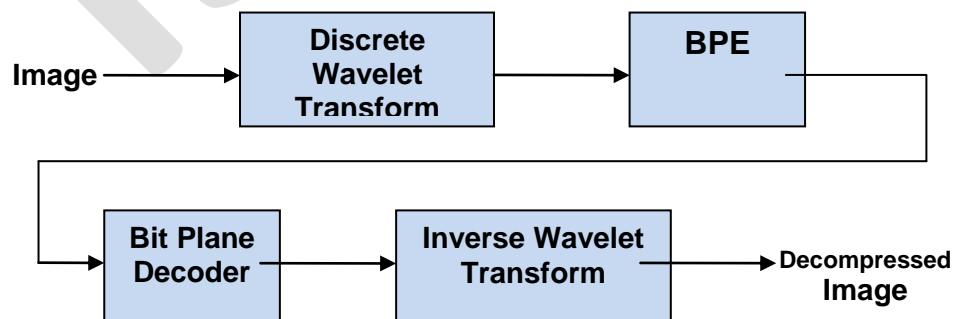 Image
Discrete
Wavelet
Transform
BPE
Bit Plane
Decoder
Inverse Wavelet
Transform
Decompressed
Image